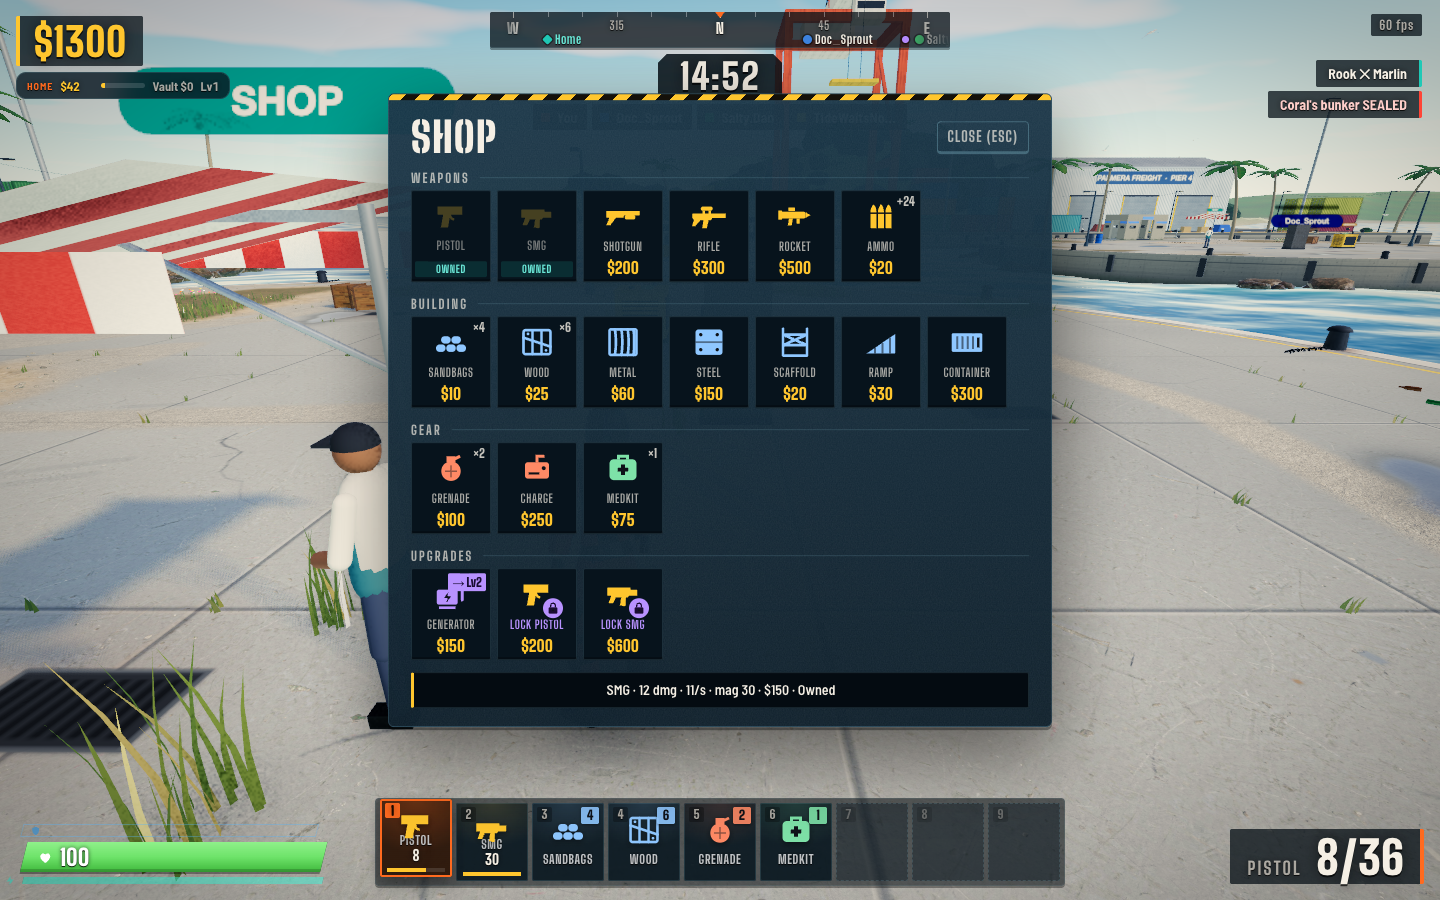 $1300
HOME $42 Vault $0 Lv1
W 315 N 45 E
Home Doc_Sprout Salt
14:52
60 fps
Rook Marlin
Coral's bunker SEALED
SHOP
PALMERA FREIGHT - PIER 4
Doc_Sprout
SHOP
CLOSE (ESC)
WEAPONS
+24
PISTOL SMG SHOTGUN RIFLE ROCKET AMMO
OWNED OWNED $200 $300 $500 $20
BUILDING
×4 ×6
SANDBAGS WOOD METAL STEEL SCAFFOLD RAMP CONTAINER
$10 $25 $60 $150 $20 $30 $300
GEAR
×2 ×1
GRENADE CHARGE MEDKIT
$100 $250 $75
UPGRADES
→Lv2
GENERATOR LOCK PISTOL LOCK SMG
$150 $200 $600
SMG · 12 dmg · 11/s · mag 30 · $150 · Owned
100
1 2 3 4 4 6 5 2 6 1 7 8 9
PISTOL SMG SANDBAGS WOOD GRENADE MEDKIT
8 30
PISTOL 8/36